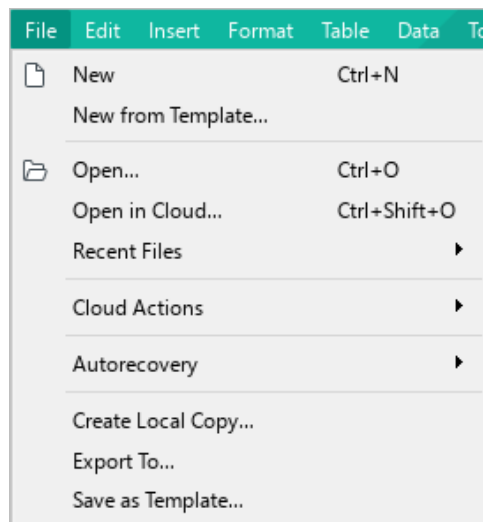 File Edit Insert Format Table Data
New Ctrl+N
New from Template...
Open... Ctrl+O
Open in Cloud... Ctrl+Shift+O
Recent Files
Cloud Actions
Autorecovery
Create Local Copy...
Export To...
Save as Template...